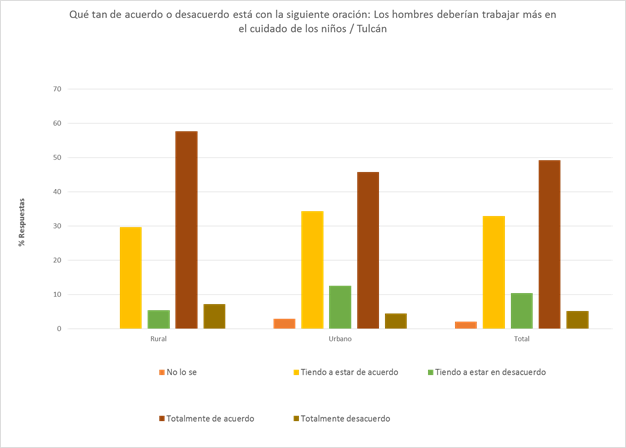 Qué tan de acuerdo o desacuerdo está con la siguiente oración: Los hombres deberían trabajar más en
el cuidado de los niños / Tulcán
70
60
50
40
30
20
10
0
% Respuestas
Rural
Urbano
Total
No lo se
Tiendo a estar de acuerdo
Tiendo a estar en desacuerdo
Totalmente de acuerdo
Totalmente desacuerdo